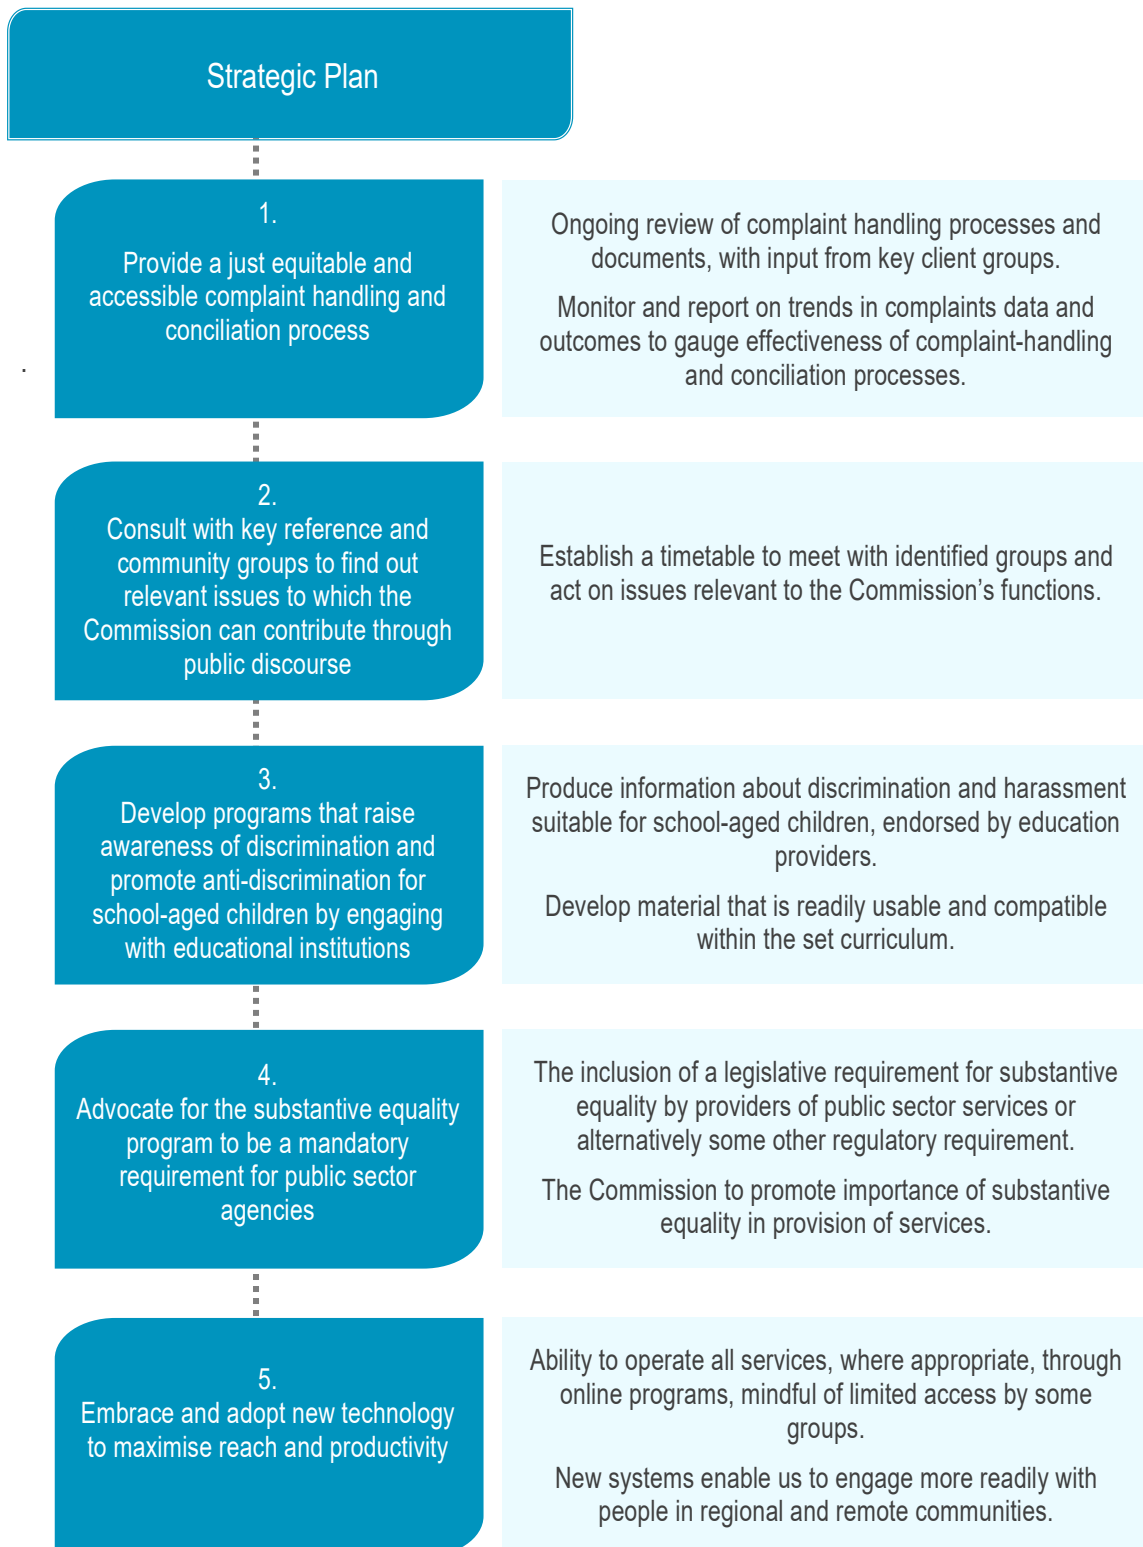 Strategic Plan
1.
Provide a just equitable and
accessible complaint handling and
conciliation process
Ongoing review of complaint handling processes and
documents, with input from key client groups.
Monitor and report on trends in complaints data and
outcomes to gauge effectiveness of complaint-handling
and conciliation processes.
.
2.
Consult with key reference and
community groups to find out
relevant issues to which the
Commission can contribute through
public discourse
Establish a timetable to meet with identified groups and
act on issues relevant to the Commission’s functions.
3.
Develop programs that raise
awareness of discrimination and
promote anti-discrimination for
school-aged children by engaging
with educational institutions
Produce information about discrimination and harassment
suitable for school-aged children, endorsed by education
providers.
Develop material that is readily usable and compatible
within the set curriculum.
4.
Advocate for the substantive equality
program to be a mandatory
requirement for public sector
agencies
The inclusion of a legislative requirement for substantive
equality by providers of public sector services or
alternatively some other regulatory requirement.
The Commission to promote importance of substantive
equality in provision of services.
5.
Embrace and adopt new technology
to maximise reach and productivity
Ability to operate all services, where appropriate, through
online programs, mindful of limited access by some
groups.
New systems enable us to engage more readily with
people in regional and remote communities.